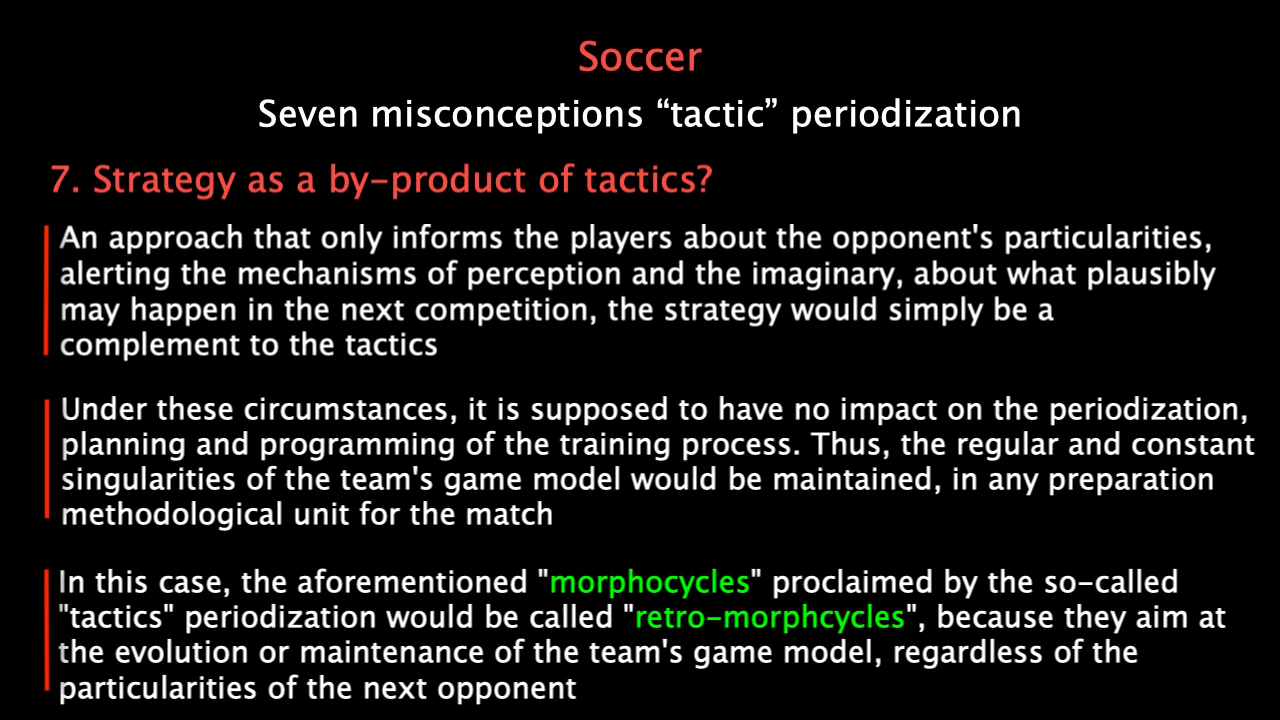 Soccer
Seven misconceptions “tactic” periodization
7. Strategy as a by-product of tactics?
An approach that only informs the players about the opponent's particularities,
alerting the mechanisms of perception and the imaginary, about what plausibly
may happen in the next competition, the strategy would simply be a
complement to the tactics
Under these circumstances, it is supposed to have no impact on the periodization,
planning and programming of the training process. Thus, the regular and constant
singularities of the team's game model would be maintained, in any preparation
methodological unit for the match
In this case, the aforementioned "morphocycles" proclaimed by the so-called
"tactics" periodization would be called "retro-morphcycles", because they aim at
the evolution or maintenance of the team's game model, regardless of the
particularities of the next opponent